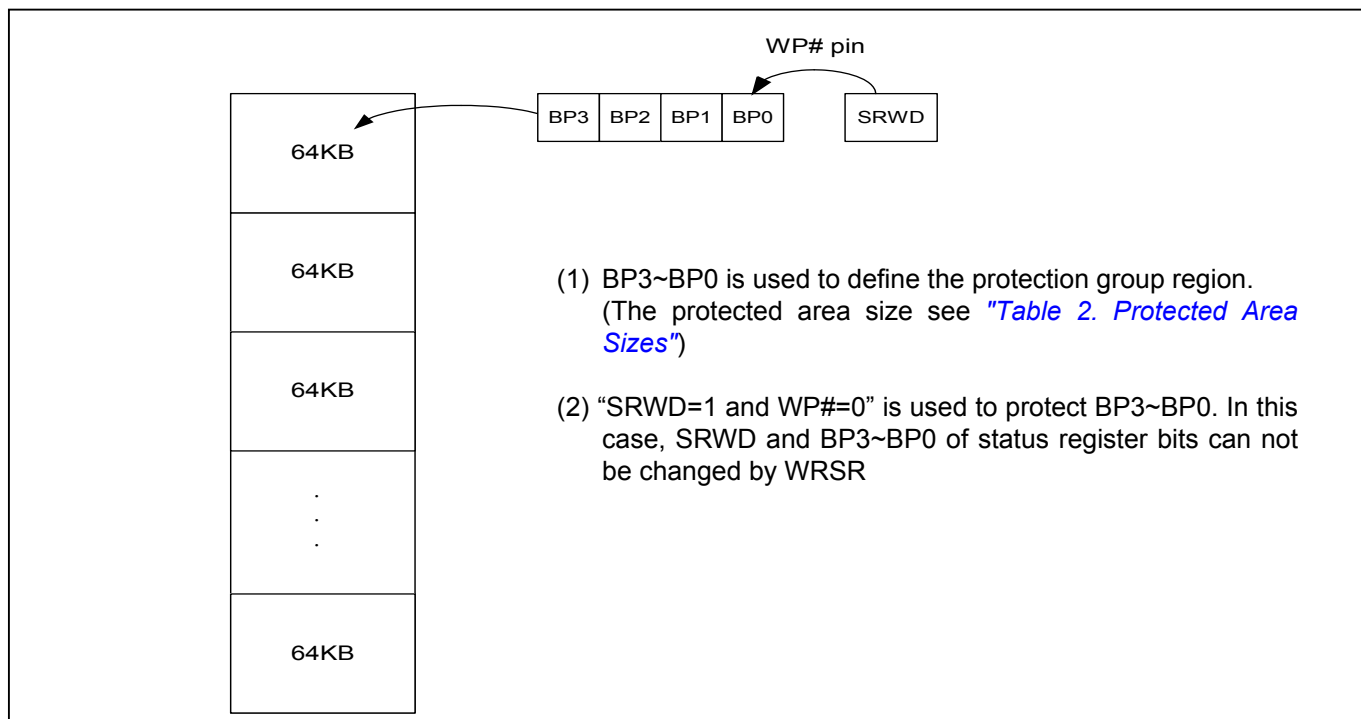 WP# pin
BP3 BP2 BP1 BP0 SRWD
64KB
64KB
64KB
.
.
.
64KB
(1) BP3~BP0 is used to define the protection group region.
(The protected area size see "Table 2. Protected Area
Sizes")
(2) “SRWD=1 and WP#=0” is used to protect BP3~BP0. In this
case, SRWD and BP3~BP0 of status register bits can not
be changed by WRSR